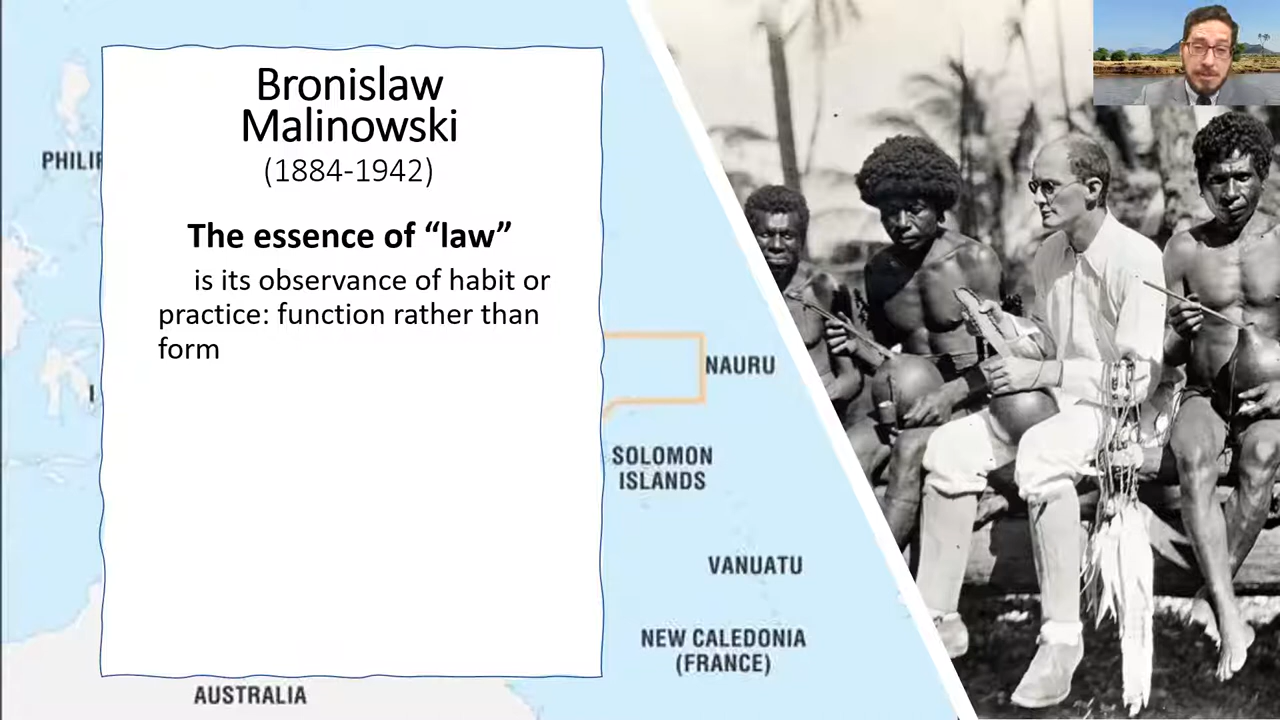 Bronislaw
Malinowski
(1884-1942)
The essence of “law”
is its observance of habit or
practice: function rather than
form
NAURU
SOLOMON
ISLANDS
VANUATU
NEW CALEDONIA
(FRANCE)
AUSTRALIA